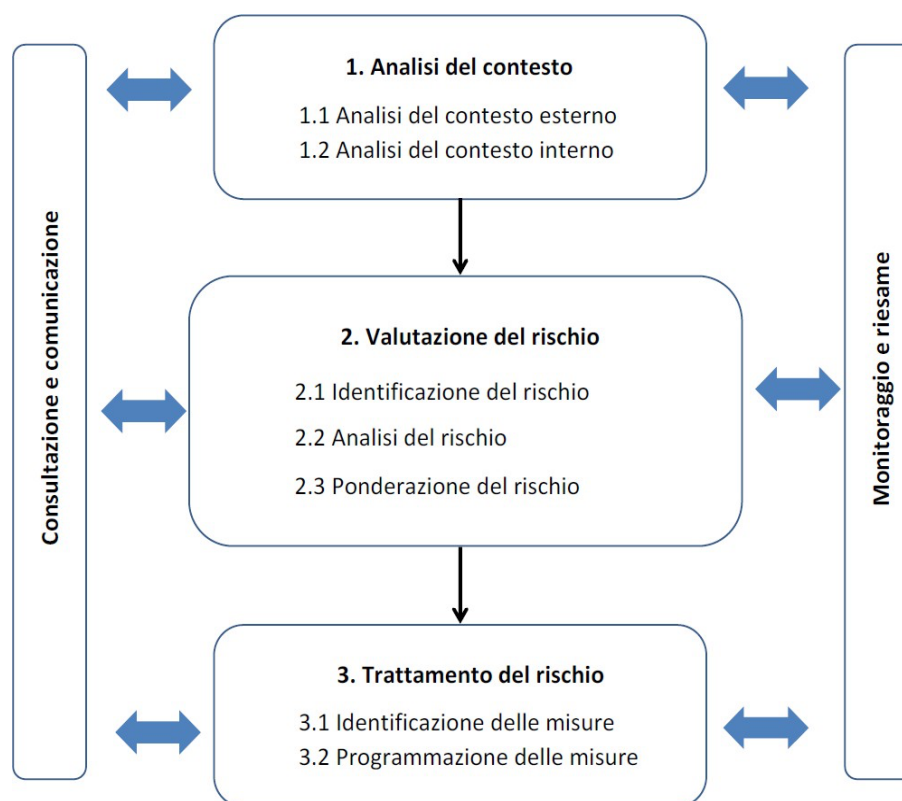 Consultazione e comunicazione
1. Analisi del contesto
1.1 Analisi del contesto esterno
1.2 Analisi del contesto interno
2. Valutazione del rischio
2.1 Identificazione del rischio
2.2 Analisi del rischio
2.3 Ponderazione del rischio
3. Trattamento del rischio
3.1 Identificazione delle misure
3.2 Programmazione delle misure
Monitoraggio e riesame